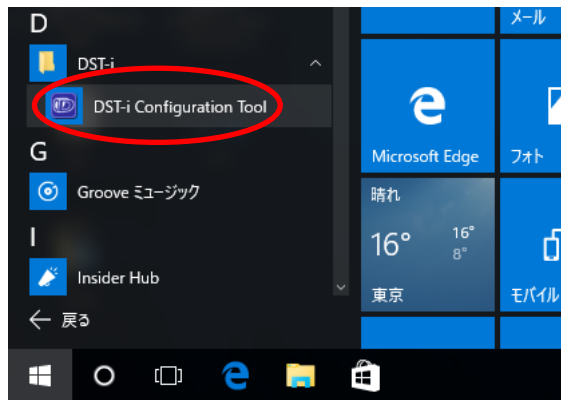 D
DST-i
DST-i Configuration Tool
G
Groove ミュージック
I
Insider Hub
戻る
メール
Microsoft Edge
フォト
晴れ
16°
16°
8°
東京
モバイル